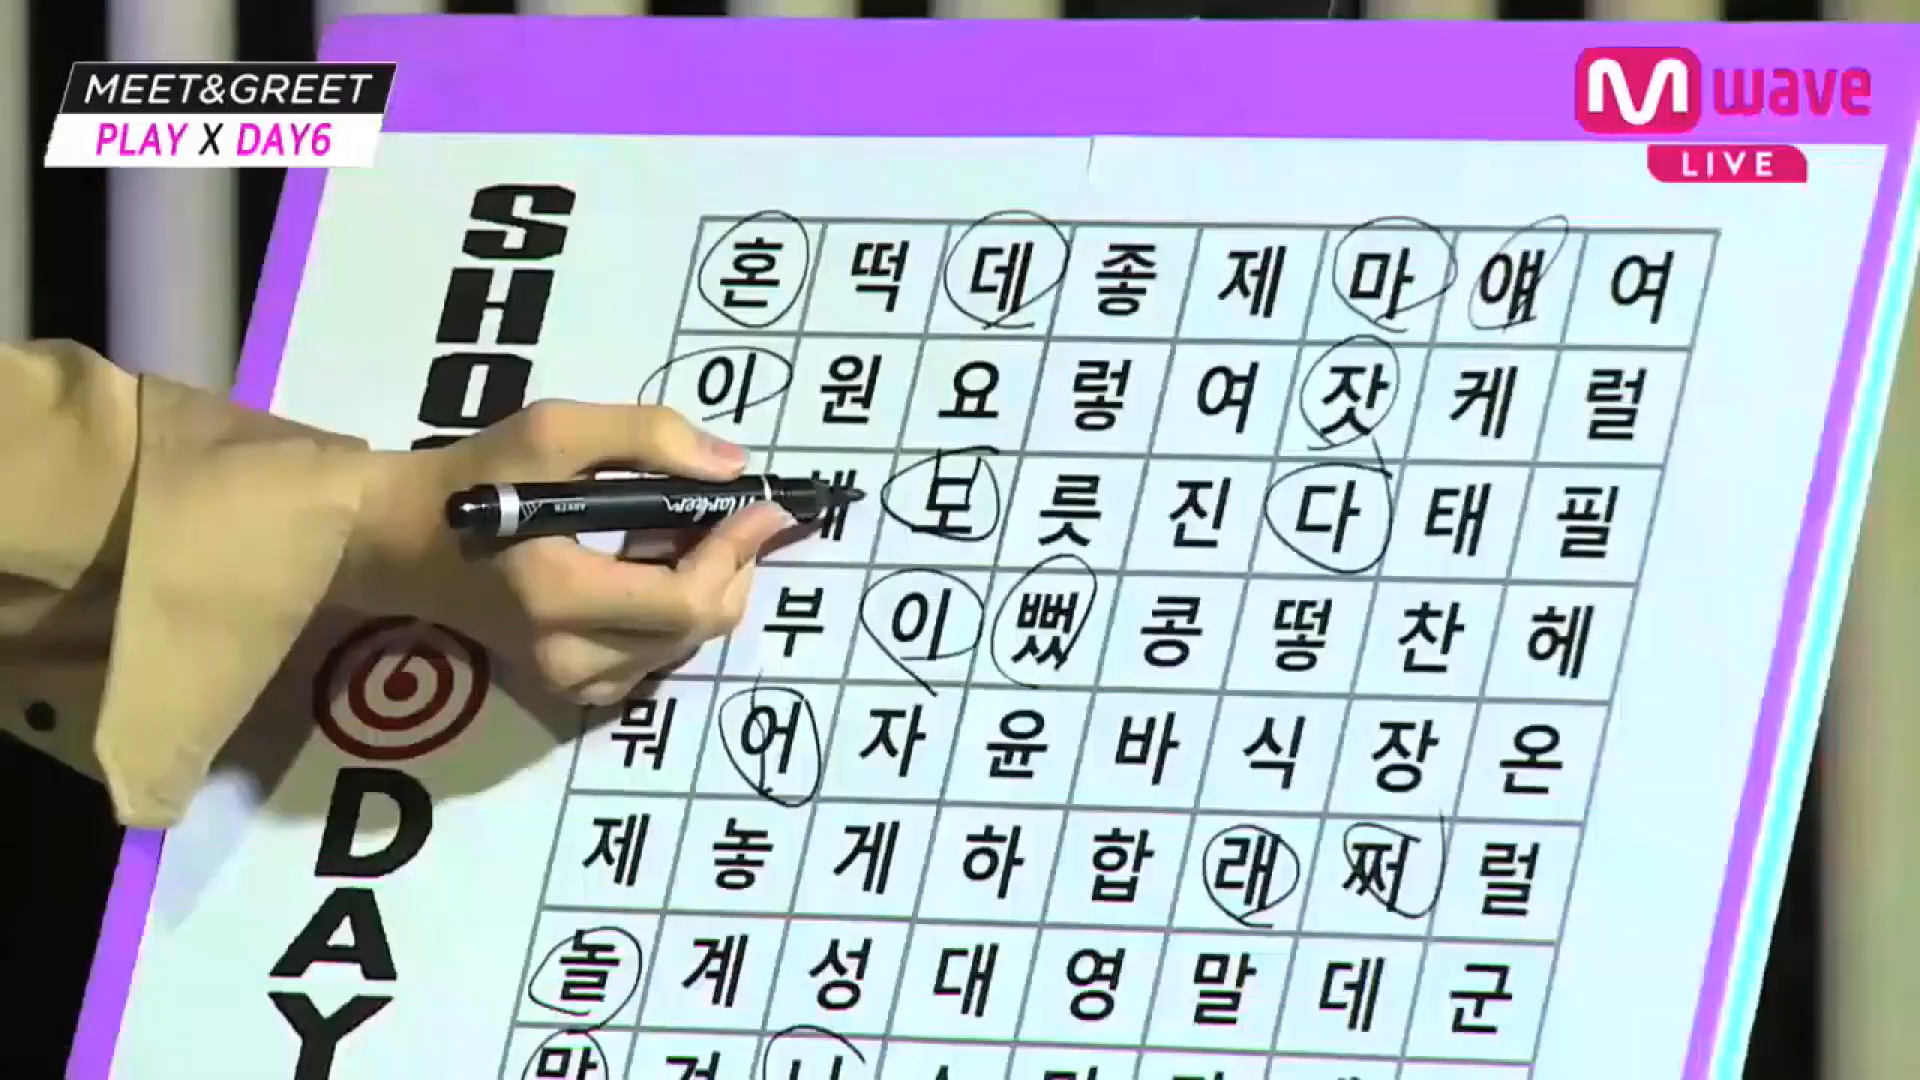 MEET&GREET
PLAY X DAY6
M wave
LIVE
SHO
DAY
혼 떡 데 좋 제 마 얘 여
이 원 요 렇 여 잣 케 럴
보 릇 진 다 태 필
부 이 뻤 콩 떻 찬 헤
뭐 어 자 윤 바 식 장 온
제 놓 게 하 합 래 쩌 럴
놀 계 성 대 영 말 데 군
Marker